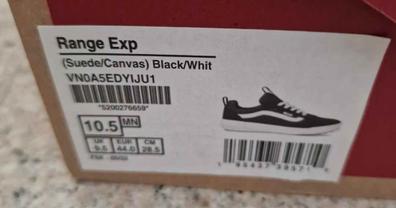 Range Exp
(Suede/Canvas) Black/Whit
VN0A5EDYIJU1
*5200276659*
10.5 MN
UK EUR CM
9.5 44.0 28.5